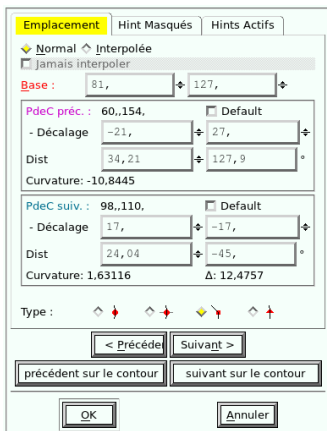 Emplacement Hint Masqués Hints Actifs
Normal Interpolée
Jamais interpoler
Base : 81, 127,
PdeC préc. : 60,,154, Default
- Décalage -21, 27,
Dist 34,21 127,9 °
Curvature: -10,8445
PdeC suiv. : 98,,110, Default
- Décalage 17, -17,
Dist 24,04 -45, °
Curvature: 1,63116 Δ: 12,4757
Type :
< Précéder Suivant >
précédent sur le contour suivant sur le contour
OK Annuler